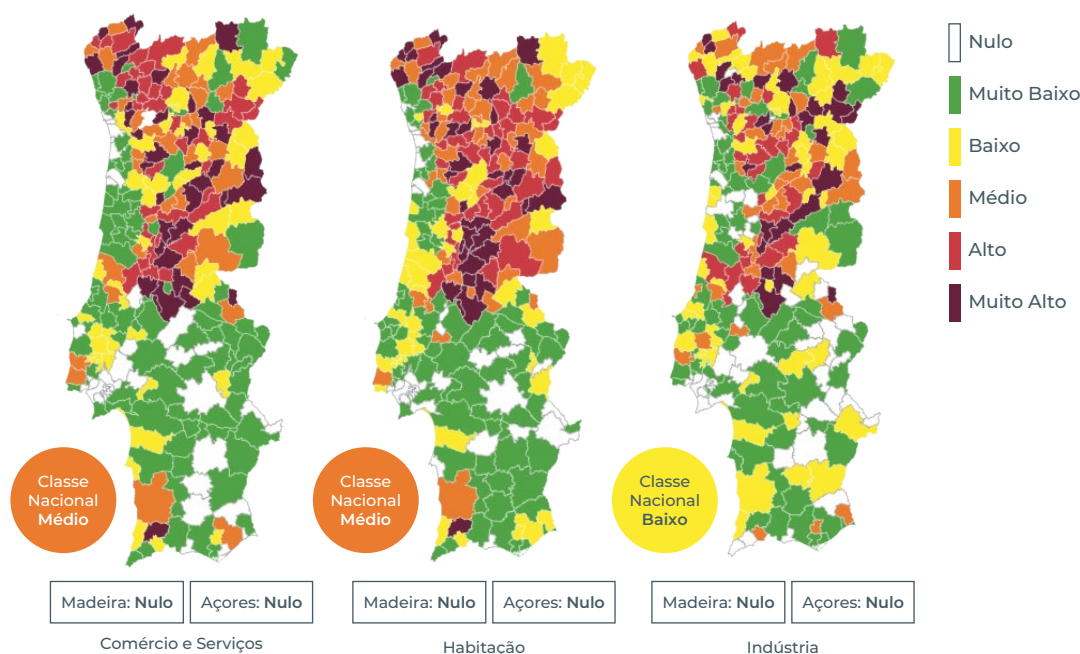 Nulo
Muito Baixo
Baixo
Médio
Alto
Muito Alto
Classe
Nacional
Médio
Classe
Nacional
Médio
Classe
Nacional
Baixo
Madeira: Nulo
Açores: Nulo
Madeira: Nulo
Açores: Nulo
Madeira: Nulo
Açores: Nulo
Comércio e Serviços
Habitação
Indústria